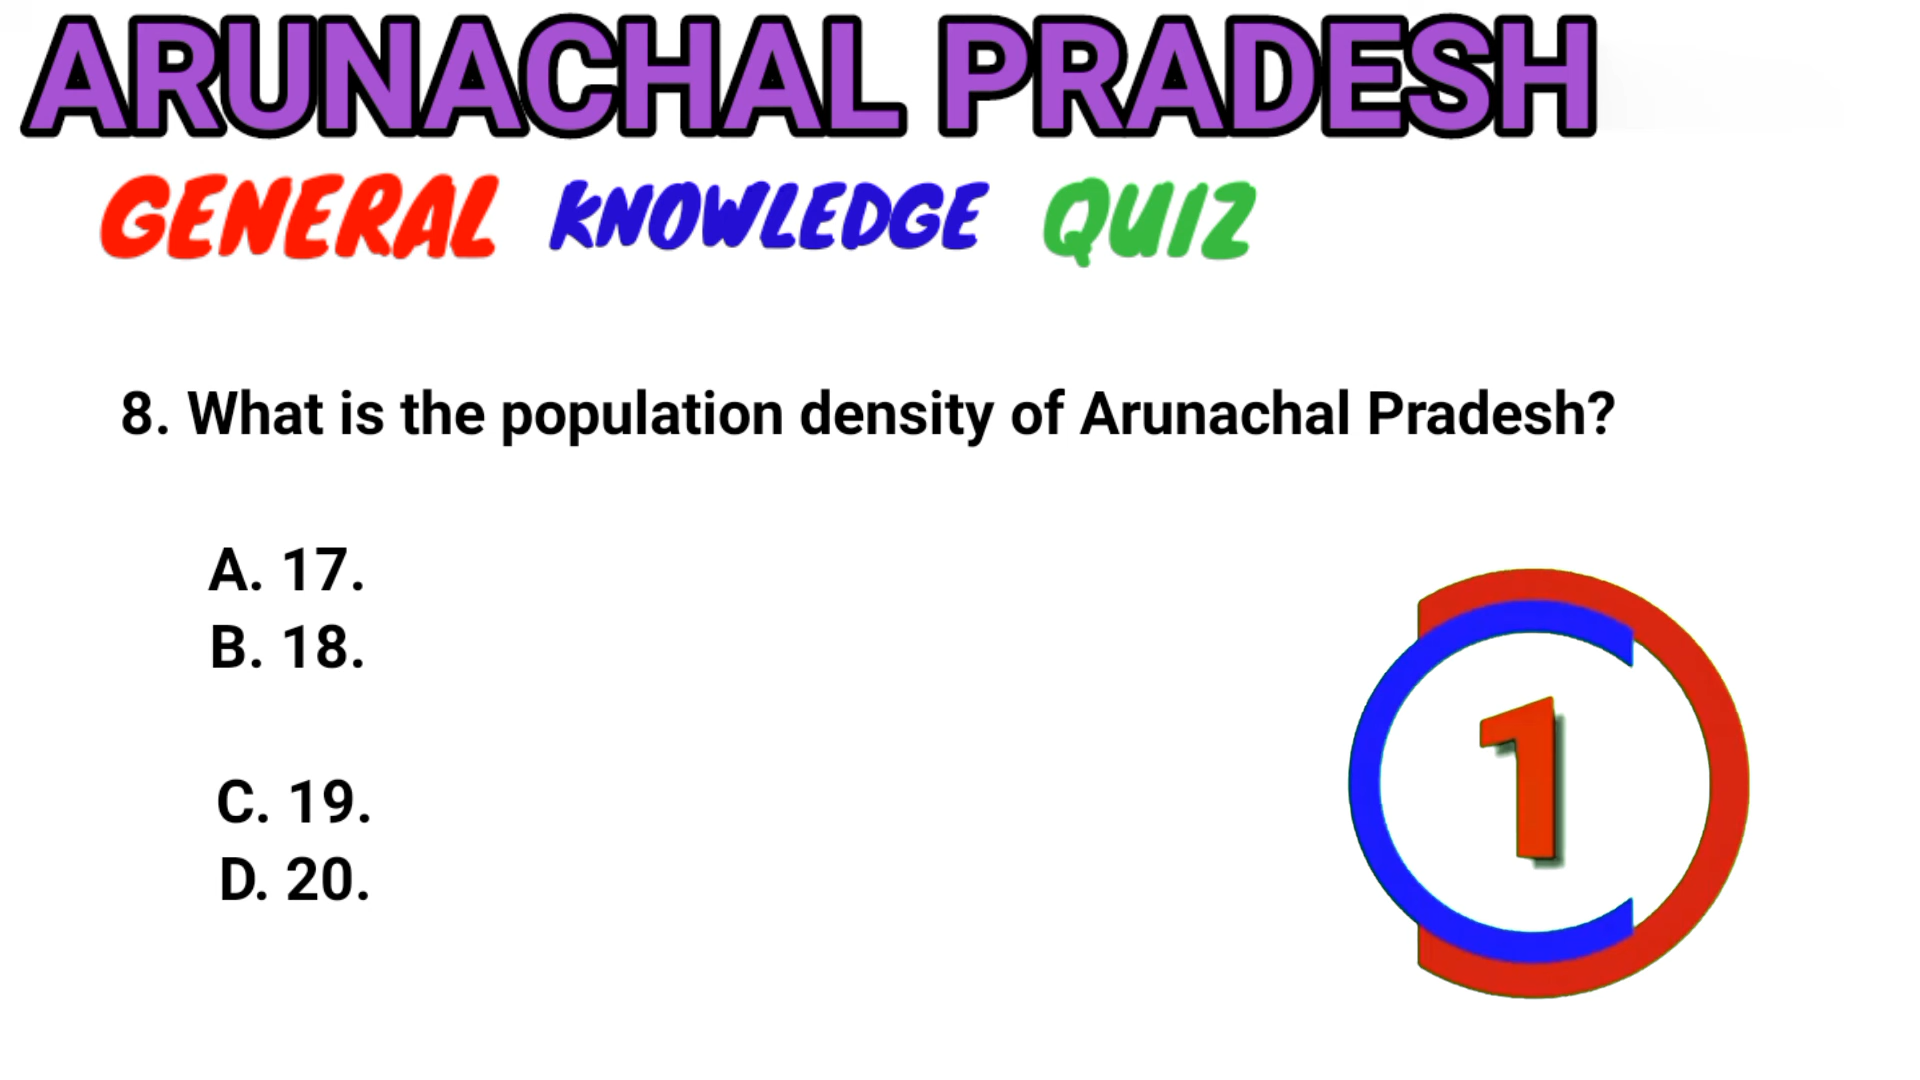 ARUNACHAL PRADESH
GENERAL KNOWLEDGE QUIZ
8. What is the population density of Arunachal Pradesh?
A. 17.
B. 18.
C. 19.
D. 20.
1